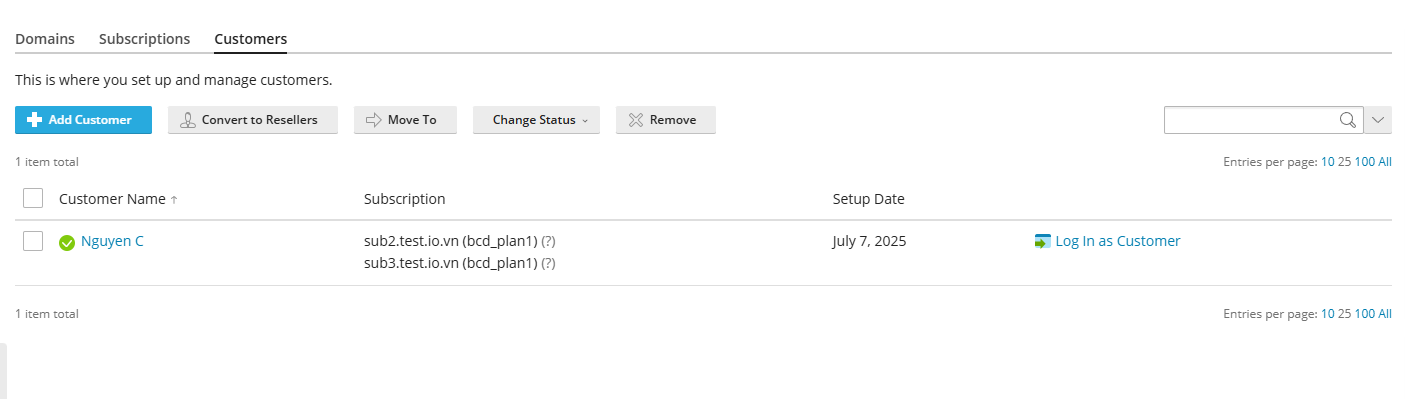 Domains Subscriptions Customers
This is where you set up and manage customers.
Add Customer Convert to Resellers Move To Change Status Remove
1 item total Entries per page: 10 25 100 All
Customer Name ↑ Subscription Setup Date
Nguyen C sub2.test.io.vn (bcd_plan1) (?) July 7, 2025 Log In as Customer
sub3.test.io.vn (bcd_plan1) (?)
1 item total Entries per page: 10 25 100 All